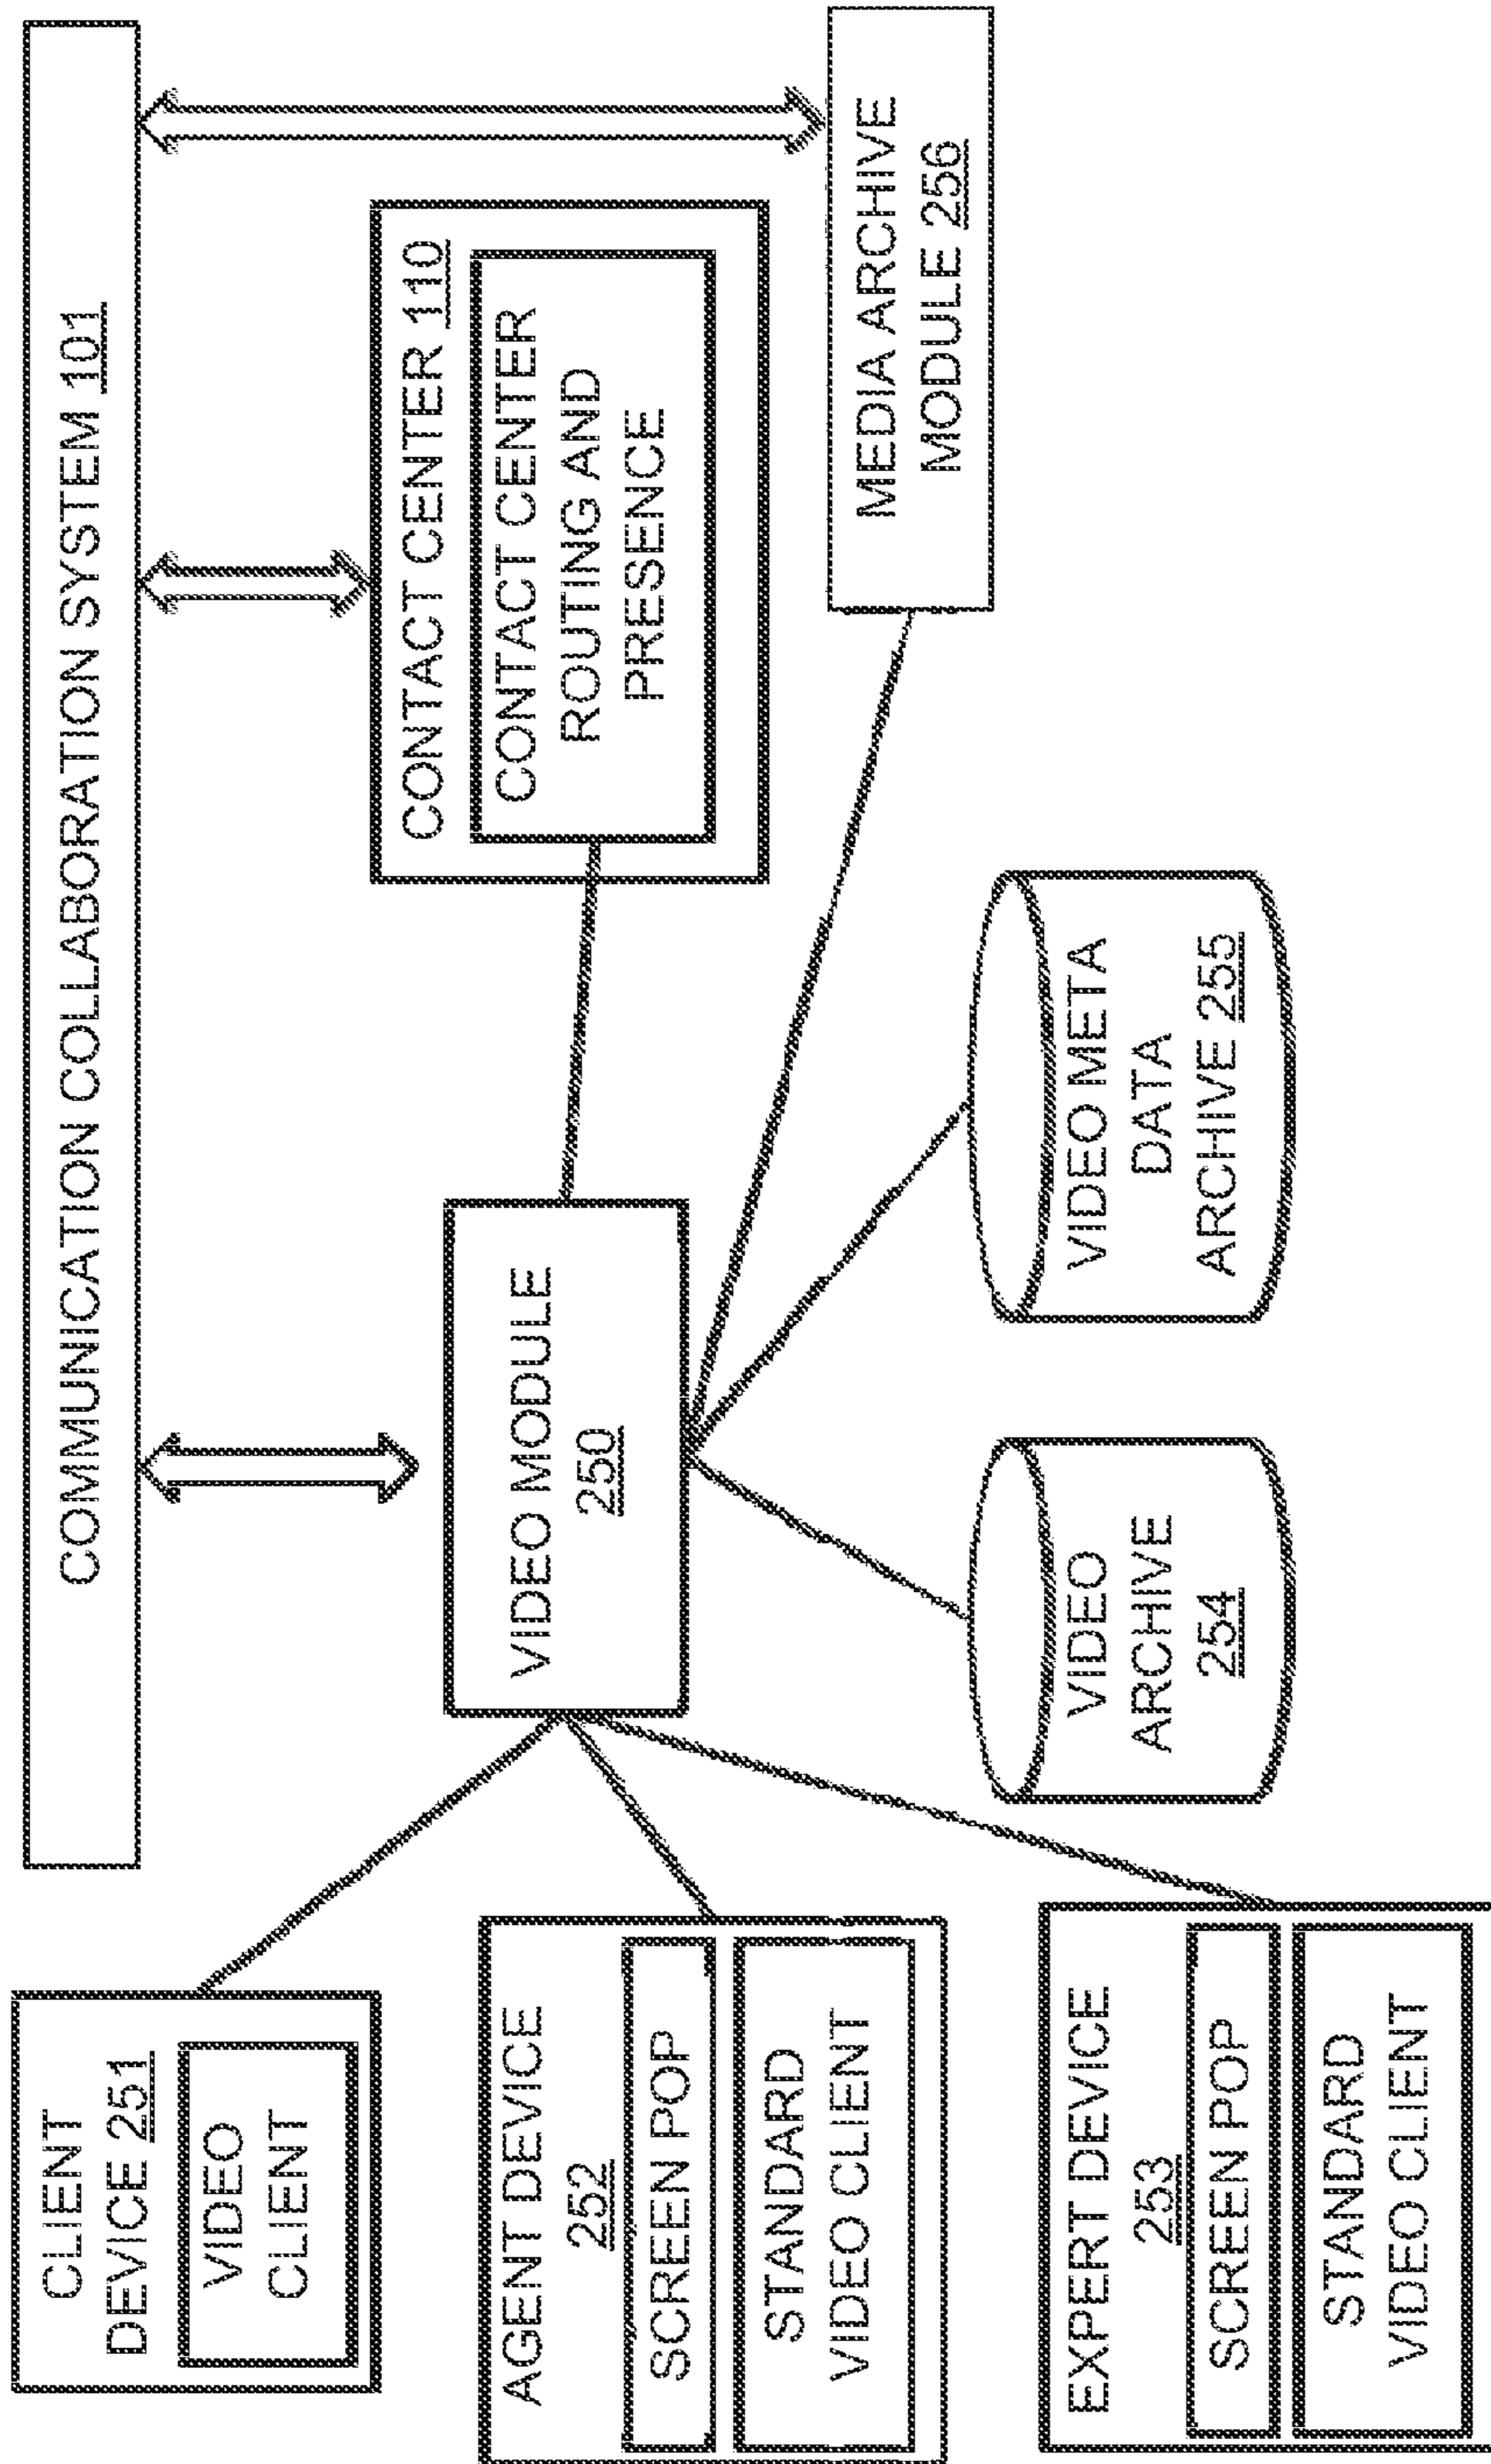 COMMUNICATION COLLABORATION SYSTEM 101
CLIENT
DEVICE 251
VIDEO
CLIENT
AGENT DEVICE
252
SCREEN POP
STANDARD
VIDEO CLIENT
EXPERT DEVICE
253
SCREEN POP
STANDARD
VIDEO CLIENT
VIDEO MODULE
250
VIDEO
ARCHIVE
254
VIDEO META
DATA
ARCHIVE 255
CONTACT CENTER 110
CONTACT CENTER
ROUTING AND
PRESENCE
MEDIA ARCHIVE
MODULE 256